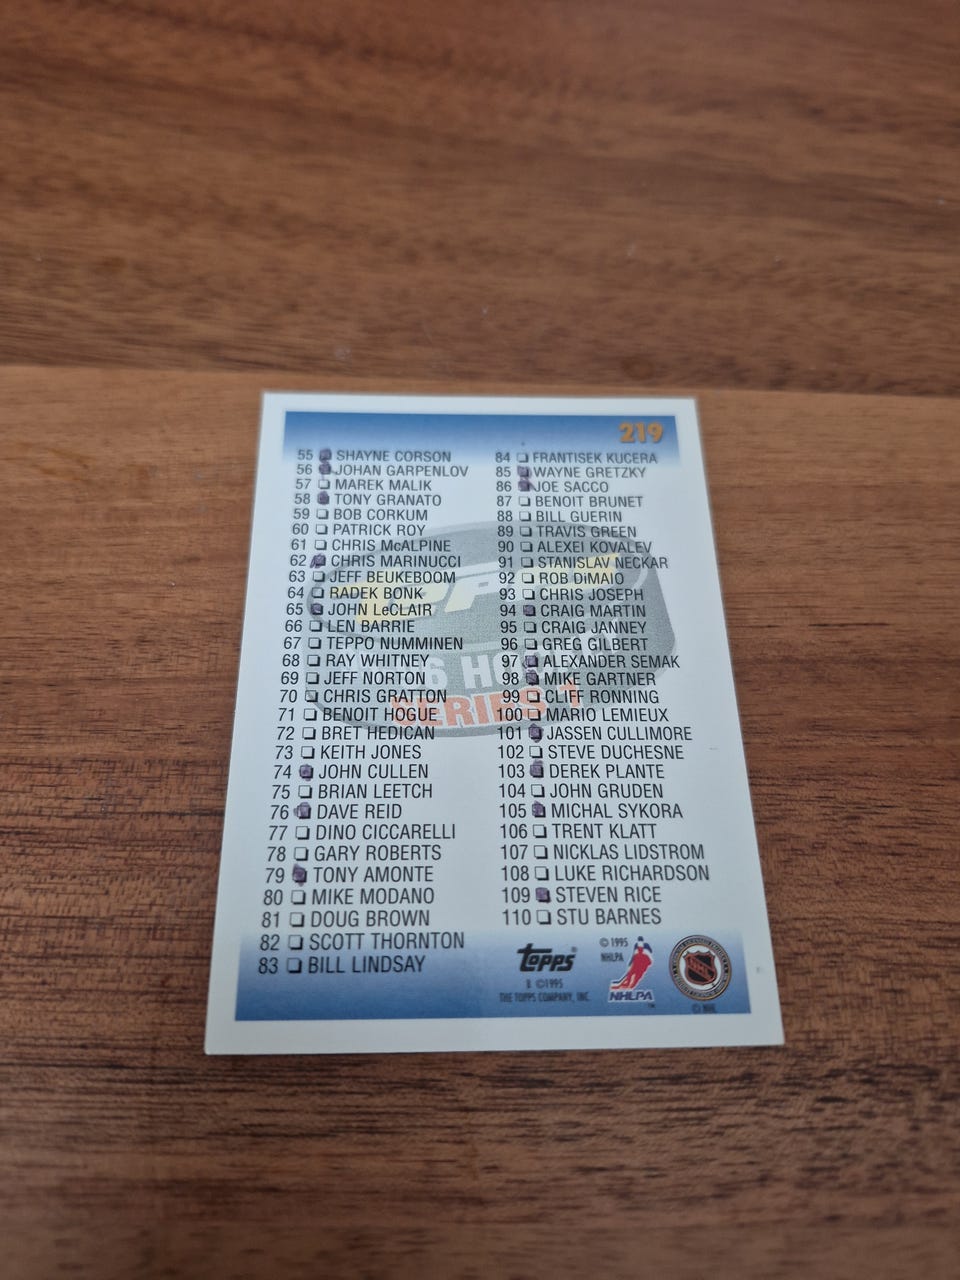 219
55 SHAYNE CORSON
56 JOHAN GARPENLOV
57 MAREK MALIK
58 TONY GRANATO
59 BOB CORKUM
60 PATRICK ROY
61 CHRIS McALPINE
62 CHRIS MARINUCCI
63 JEFF BEUKEBOOM
64 RADEK BONK
65 JOHN LeCLAIR
66 LEN BARRIE
67 TEPPO NUMMINEN
68 RAY WHITNEY
69 JEFF NORTON
70 CHRIS GRATTON
71 BENOIT HOGUE
72 BRET HEDICAN
73 KEITH JONES
74 JOHN CULLEN
75 BRIAN LEETCH
76 DAVE REID
77 DINO CICCARELLI
78 GARY ROBERTS
79 TONY AMONTE
80 MIKE MODANO
81 DOUG BROWN
82 SCOTT THORNTON
83 BILL LINDSAY
84 FRANTISEK KUCERA
85 WAYNE GRETZKY
86 JOE SACCO
87 BENOIT BRUNET
88 BILL GUERIN
89 TRAVIS GREEN
90 ALEXEI KOVALEV
91 STANISLAV NECKAR
92 ROB DiMAIO
93 CHRIS JOSEPH
94 CRAIG MARTIN
95 CRAIG JANNEY
96 GREG GILBERT
97 ALEXANDER SEMAK
98 MIKE GARTNER
99 CLIFF RONNING
100 MARIO LEMIEUX
101 JASSEN CULLIMORE
102 STEVE DUCHESNE
103 DEREK PLANTE
104 JOHN GRUDEN
105 MICHAL SYKORA
106 TRENT KLATT
107 NICKLAS LIDSTROM
108 LUKE RICHARDSON
109 STEVEN RICE
110 STU BARNES
TOPPS®
B ©1995
THE TOPPS COMPANY, INC.
©1995
NHLPA
NHLPA
NHL
© NHL